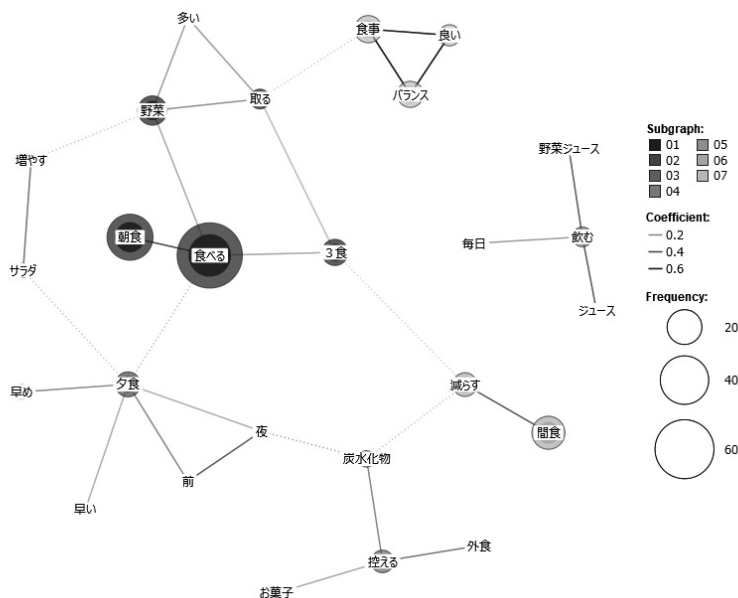 多い
食事
良い
バランス
取る
野菜
増やす
野菜ジュース
朝食
食べる
3食
毎日
飲む
サラダ
ジュース
夕食
早め
減らす
間食
夜
炭水化物
前
早い
外食
控える
お菓子
Subgraph:
01 05
02 06
03 07
04
Coefficient:
0.2
0.4
0.6
Frequency:
20
40
60